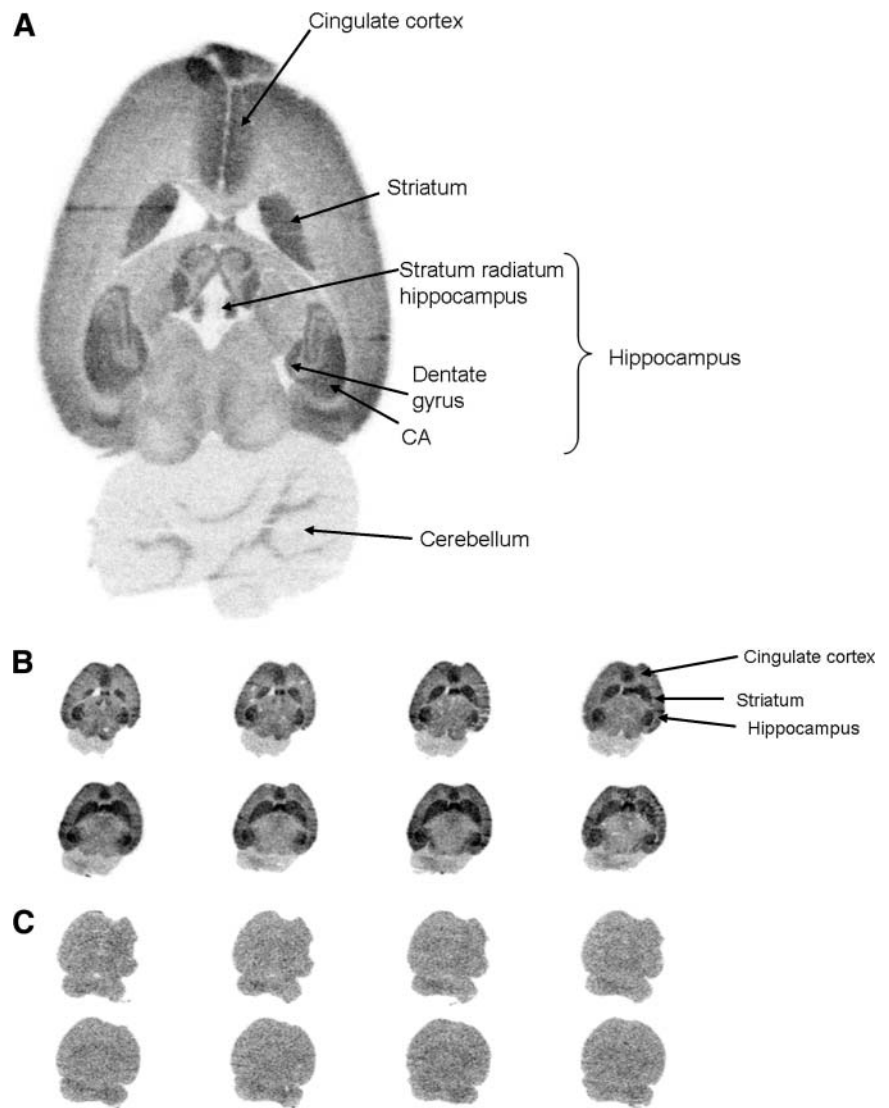 A
Cingulate cortex
Striatum
Stratum radiatum
hippocampus
Hippocampus
Dentate
gyrus
CA
Cerebellum
B
Cingulate cortex
Striatum
Hippocampus
C